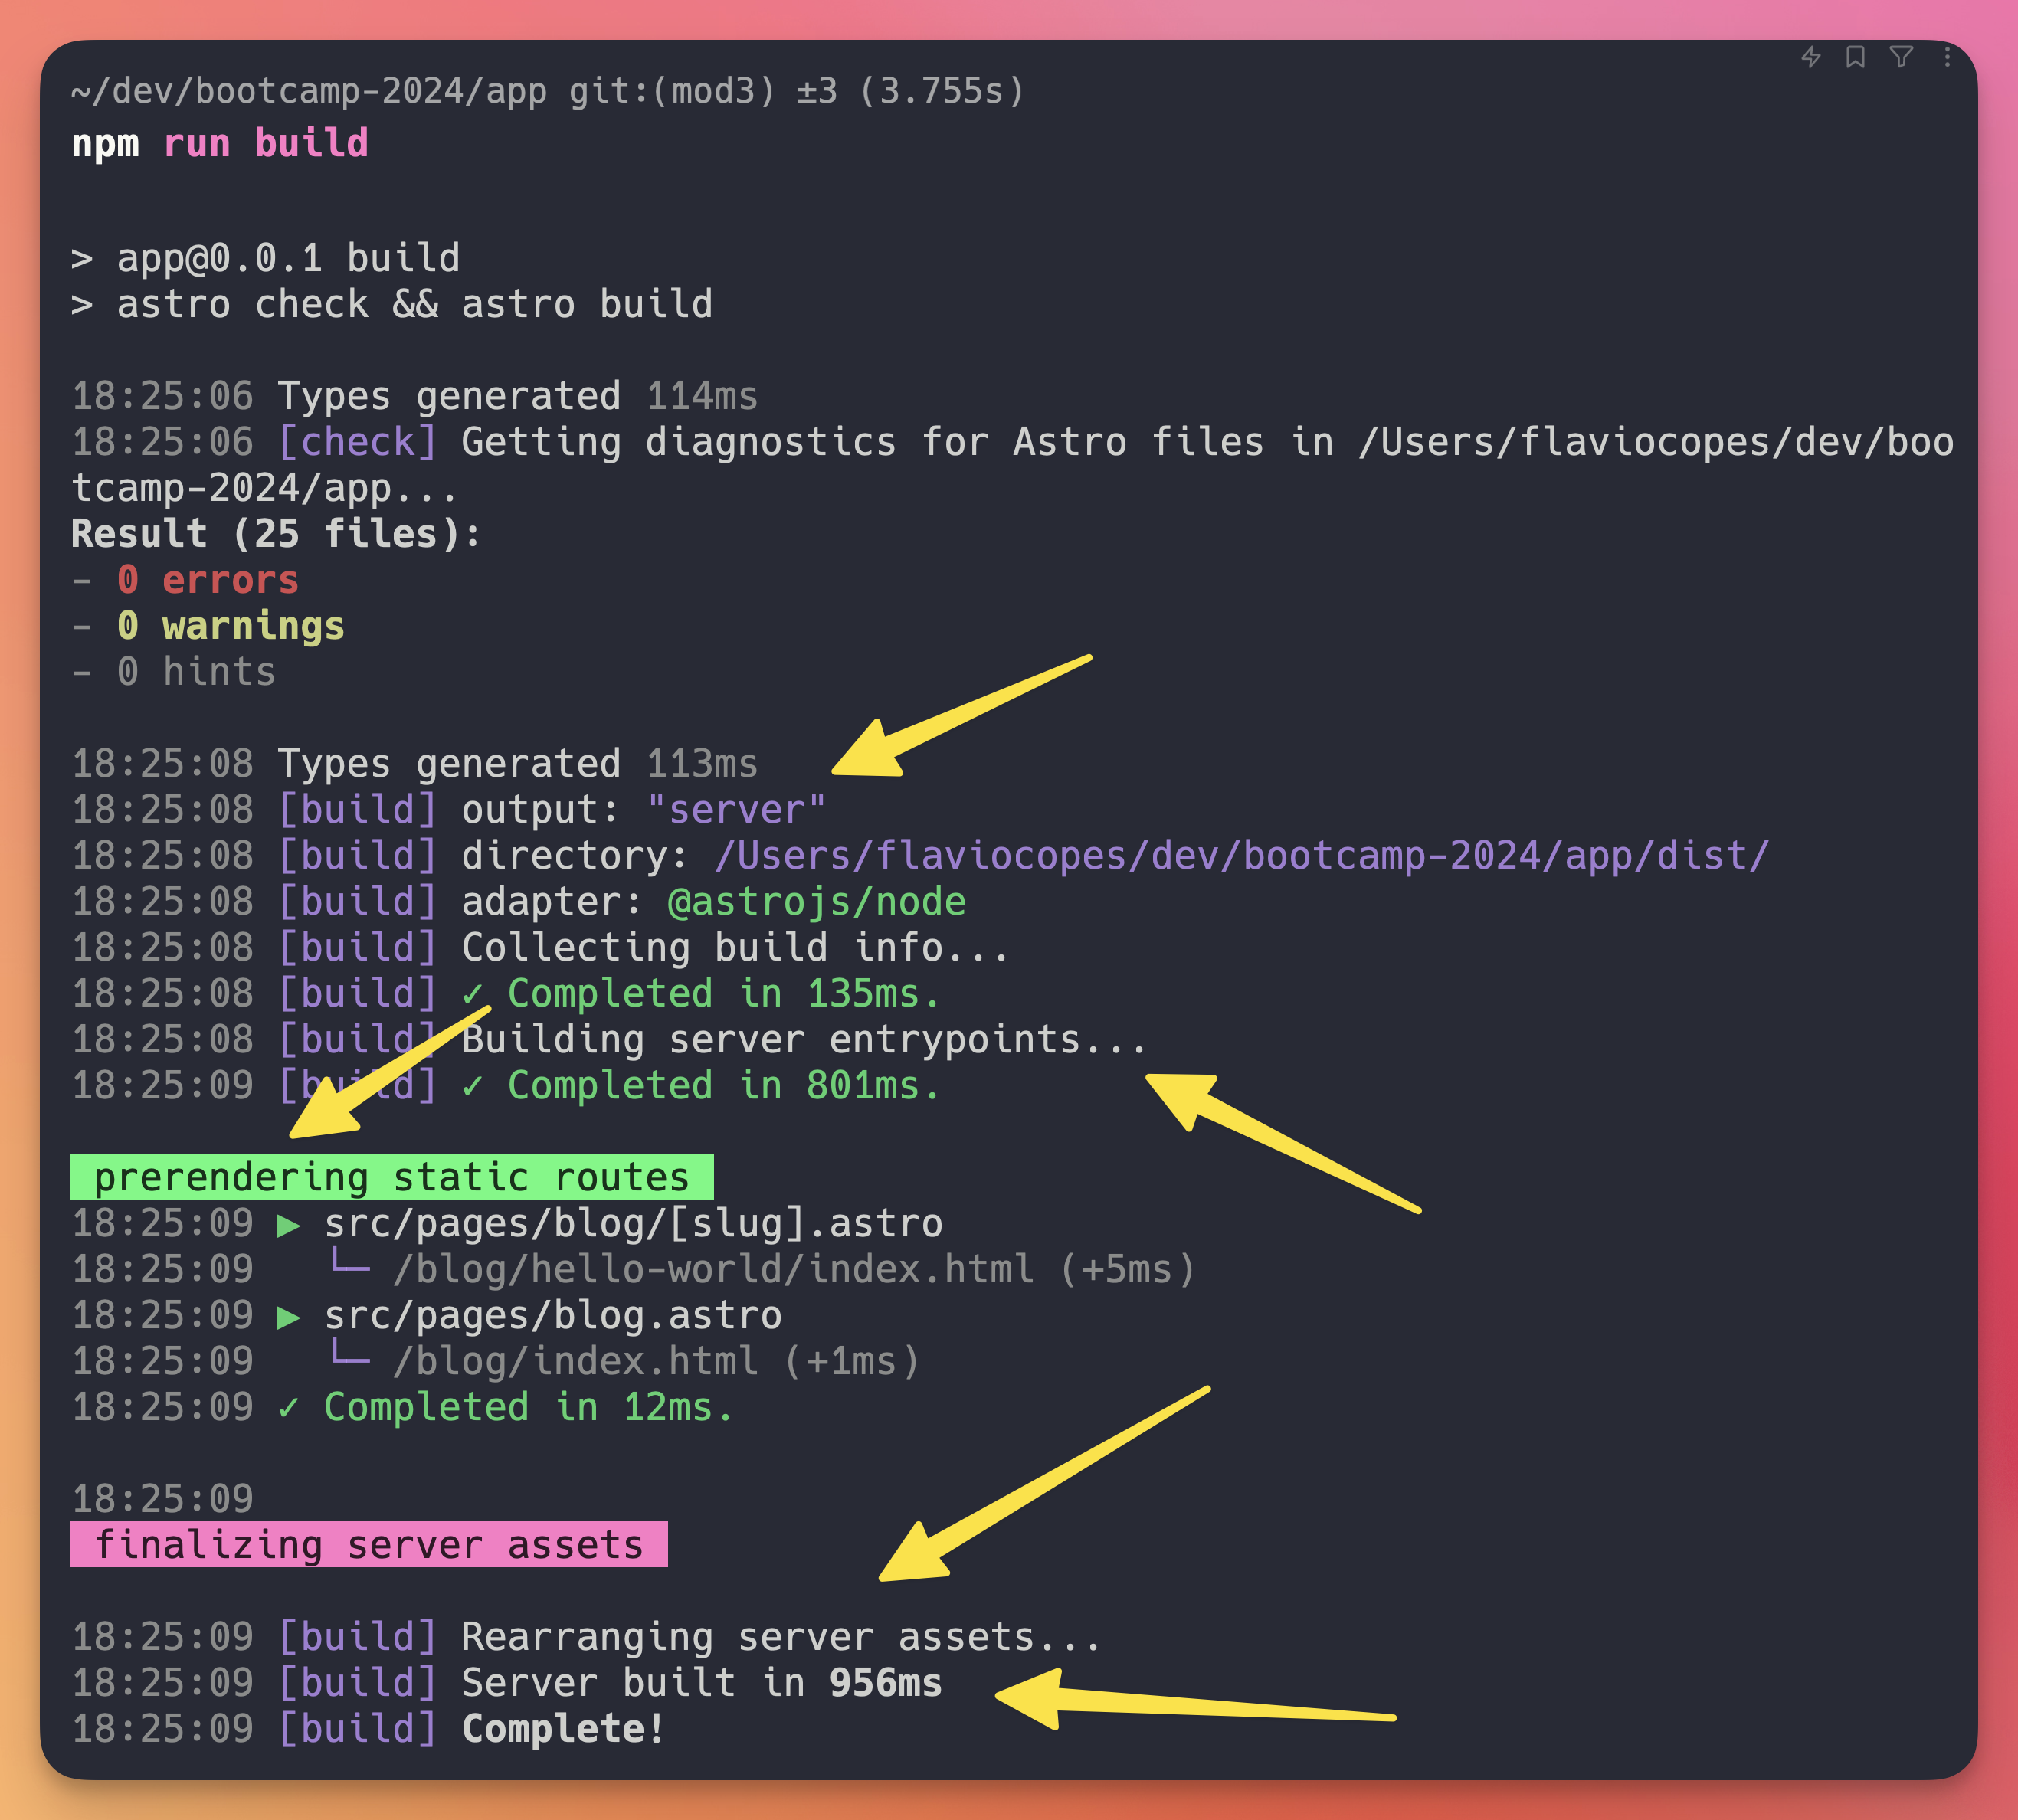 ~/dev/bootcamp-2024/app git:(mod3) ±3 (3.755s)
npm run build
> app@0.0.1 build
> astro check && astro build
18:25:06 Types generated 114ms
18:25:06 [check] Getting diagnostics for Astro files in /Users/flaviocopes/dev/boo
tcamp-2024/app...
Result (25 files):
- 0 errors
- 0 warnings
- 0 hints
18:25:08 Types generated 113ms
18:25:08 [build] output: "server"
18:25:08 [build] directory: /Users/flaviocopes/dev/bootcamp-2024/app/dist/
18:25:08 [build] adapter: @astrojs/node
18:25:08 [build] Collecting build info...
18:25:08 [build] ✓ Completed in 135ms.
18:25:08 [build] Building server entrypoints...
18:25:09 [build] ✓ Completed in 801ms.
prerendering static routes
18:25:09 ▶ src/pages/blog/[slug].astro
18:25:09   └─ /blog/hello-world/index.html (+5ms)
18:25:09 ▶ src/pages/blog.astro
18:25:09   └─ /blog/index.html (+1ms)
18:25:09 ✓ Completed in 12ms.
18:25:09
finalizing server assets
18:25:09 [build] Rearranging server assets...
18:25:09 [build] Server built in 956ms
18:25:09 [build] Complete!